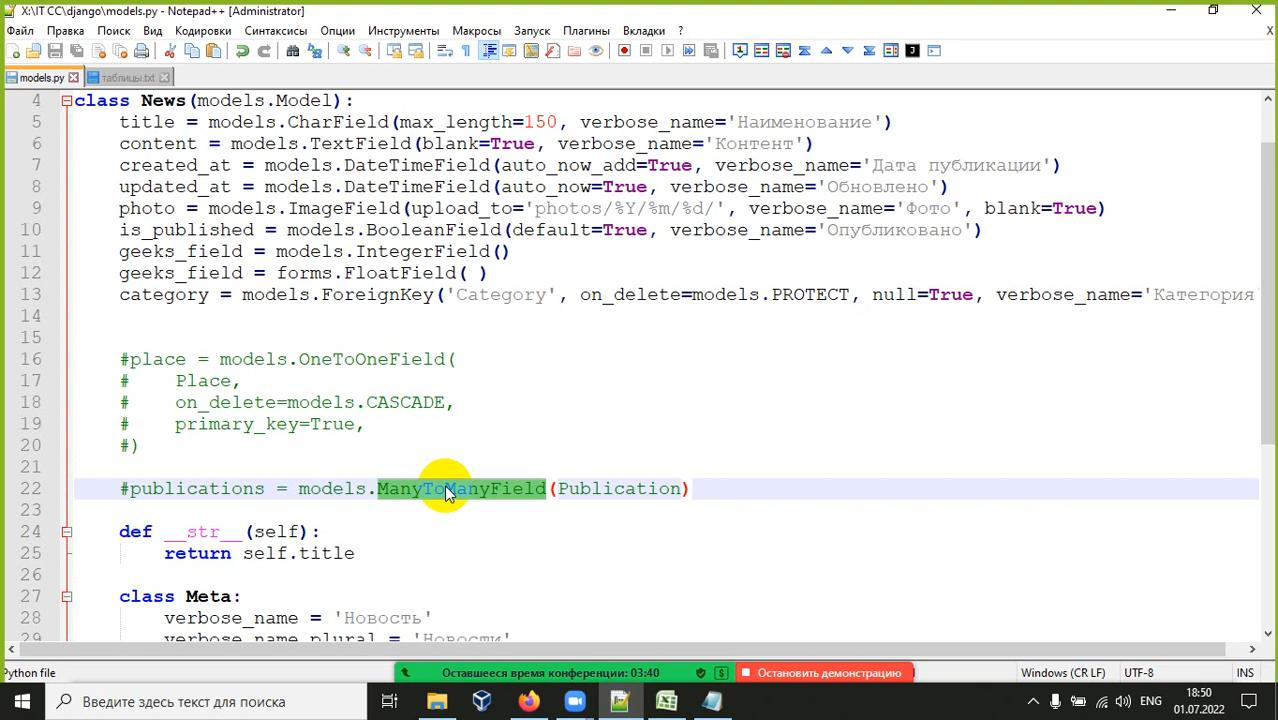 X:\IT CC\django\models.py - Notepad++ [Administrator]
Файл Правка Поиск Вид Кодировки Синтаксисы Опции Инструменты Макросы Запуск Плагины Вкладки ? X
models.py таблицы.txt
4 class News(models.Model):
5 title = models.CharField(max_length=150, verbose_name='Наименование')
6 content = models.TextField(blank=True, verbose_name='Контент')
7 created_at = models.DateTimeField(auto_now_add=True, verbose_name='Дата публикации')
8 updated_at = models.DateTimeField(auto_now=True, verbose_name='Обновлено')
9 photo = models.ImageField(upload_to='photos/%Y/%m/%d/', verbose_name='Фото', blank=True)
10 is_published = models.BooleanField(default=True, verbose_name='Опубликовано')
11 geeks_field = models.IntegerField()
12 geeks_field = forms.FloatField( )
13 category = models.ForeignKey('Category', on_delete=models.PROTECT, null=True, verbose_name='Категория'
14
15
16 #place = models.OneToOneField(
17 # Place,
18 # on_delete=models.CASCADE,
19 # primary_key=True,
20 #)
21
22 #publications = models.ManyToManyField(Publication)
23
24 def __str__(self):
25 return self.title
26
27 class Meta:
28 verbose_name = 'Новость'
29 verbose_name_plural = 'Новости'
Python file
Оставшееся время конференции: 03:40
Остановить демонстрацию
Windows (CR LF) UTF-8 INS
Введите здесь текст для поиска
ENG
18:50
01.07.2022